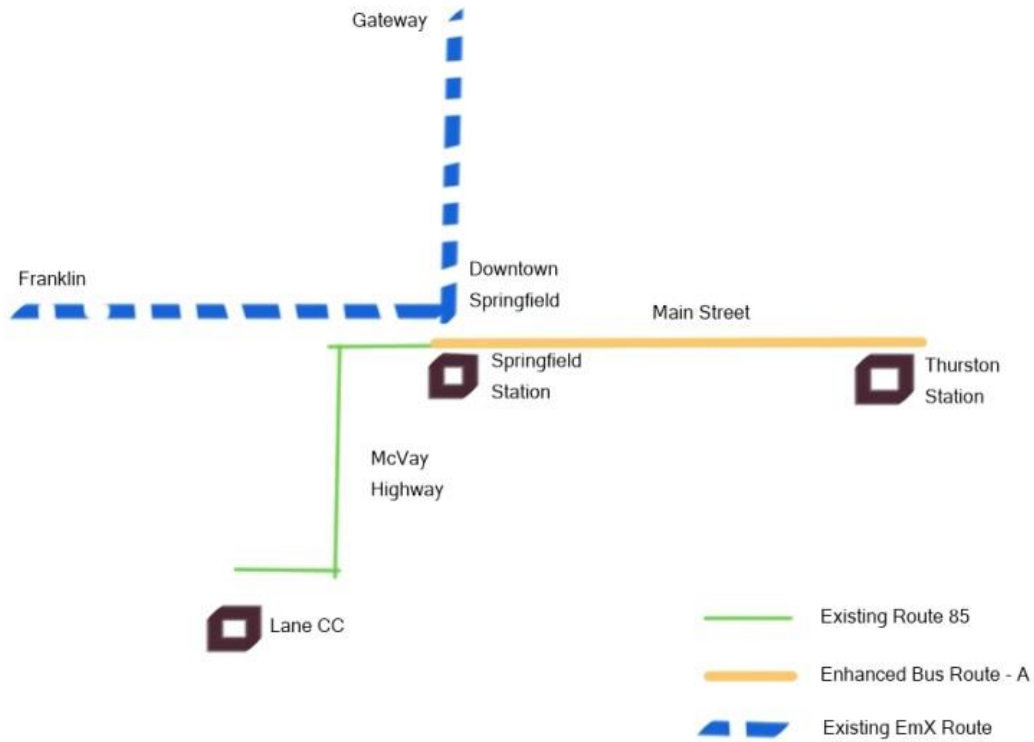 Gateway
Downtown
Springfield
Franklin
Main Street
Springfield
Station
Thurston
Station
McVay
Highway
Lane CC
Existing Route 85
Enhanced Bus Route - A
Existing EmX Route